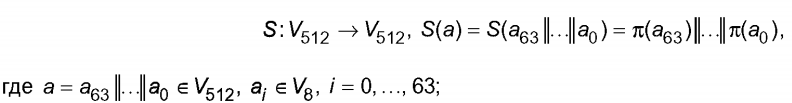 S: V₅₁₂ → V₅₁₂, S(a) = S(a₆₃‖...‖a₀) = π(a₆₃)‖...‖π(a₀),
где a = a₆₃‖...‖a₀ ∈ V₅₁₂, aᵢ ∈ V₈, i = 0, ..., 63;